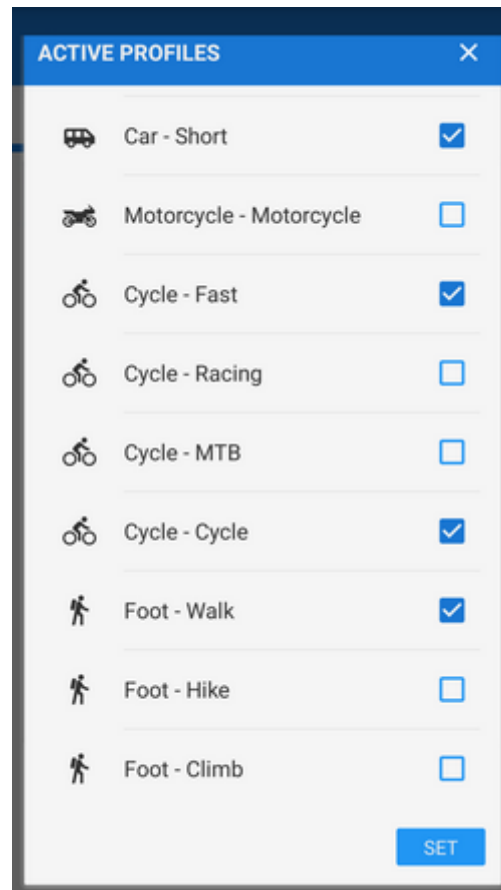 ACTIVE PROFILES
Car - Short
Motorcycle - Motorcycle
Cycle - Fast
Cycle - Racing
Cycle - MTB
Cycle - Cycle
Foot - Walk
Foot - Hike
Foot - Climb
SET